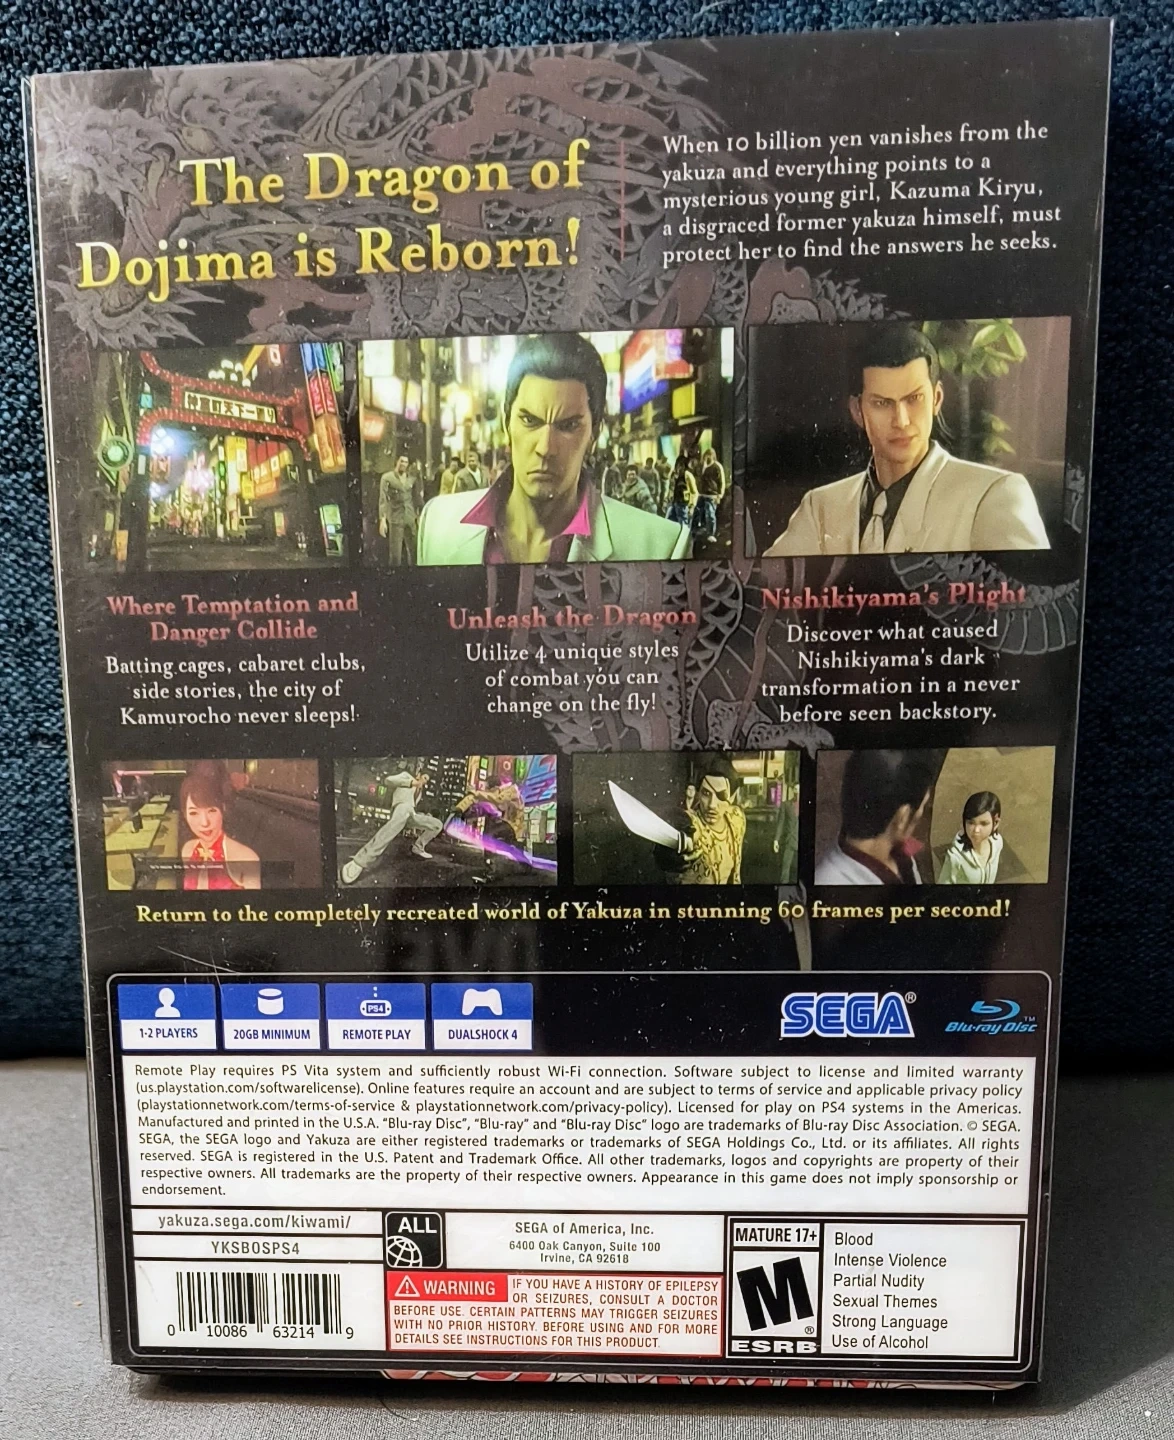 The Dragon of
Dojima is Reborn!
When 10 billion yen vanishes from the
yakuza and everything points to a
mysterious young girl, Kazuma Kiryu,
a disgraced former yakuza himself, must
protect her to find the answers he seeks.
Where Temptation and
Danger Collide
Batting cages, cabaret clubs,
side stories, the city of
Kamurocho never sleeps!
Unleash the Dragon
Utilize 4 unique styles
of combat you can
change on the fly!
Nishikiyama's Plight
Discover what caused
Nishikiyama's dark
transformation in a never
before seen backstory.
Return to the completely recreated world of Yakuza in stunning 60 frames per second!
1-2 PLAYERS
20GB MINIMUM
PS4
REMOTE PLAY
DUALSHOCK 4
SEGA®
Blu-ray Disc™
Remote Play requires PS Vita system and sufficiently robust Wi-Fi connection. Software subject to license and limited warranty
(us.playstation.com/softwarelicense). Online features require an account and are subject to terms of service and applicable privacy policy
(playstationnetwork.com/terms-of-service & playstationnetwork.com/privacy-policy). Licensed for play on PS4 systems in the Americas.
Manufactured and printed in the U.S.A. “Blu-ray Disc”, “Blu-ray” and “Blu-ray Disc” logo are trademarks of Blu-ray Disc Association. © SEGA.
SEGA, the SEGA logo and Yakuza are either registered trademarks or trademarks of SEGA Holdings Co., Ltd. or its affiliates. All rights
reserved. SEGA is registered in the U.S. Patent and Trademark Office. All other trademarks, logos and copyrights are property of their
respective owners. All trademarks are the property of their respective owners. Appearance in this game does not imply sponsorship or
endorsement.
yakuza.sega.com/kiwami/
YKSBOSPS4
0 10086 63214 9
ALL
SEGA of America, Inc.
6400 Oak Canyon, Suite 100
Irvine, CA 92618
WARNING
IF YOU HAVE A HISTORY OF EPILEPSY
OR SEIZURES, CONSULT A DOCTOR
BEFORE USE. CERTAIN PATTERNS MAY TRIGGER SEIZURES
WITH NO PRIOR HISTORY. BEFORE USING AND FOR MORE
DETAILS SEE INSTRUCTIONS FOR THIS PRODUCT.
MATURE 17+
M®
ESRB
Blood
Intense Violence
Partial Nudity
Sexual Themes
Strong Language
Use of Alcohol